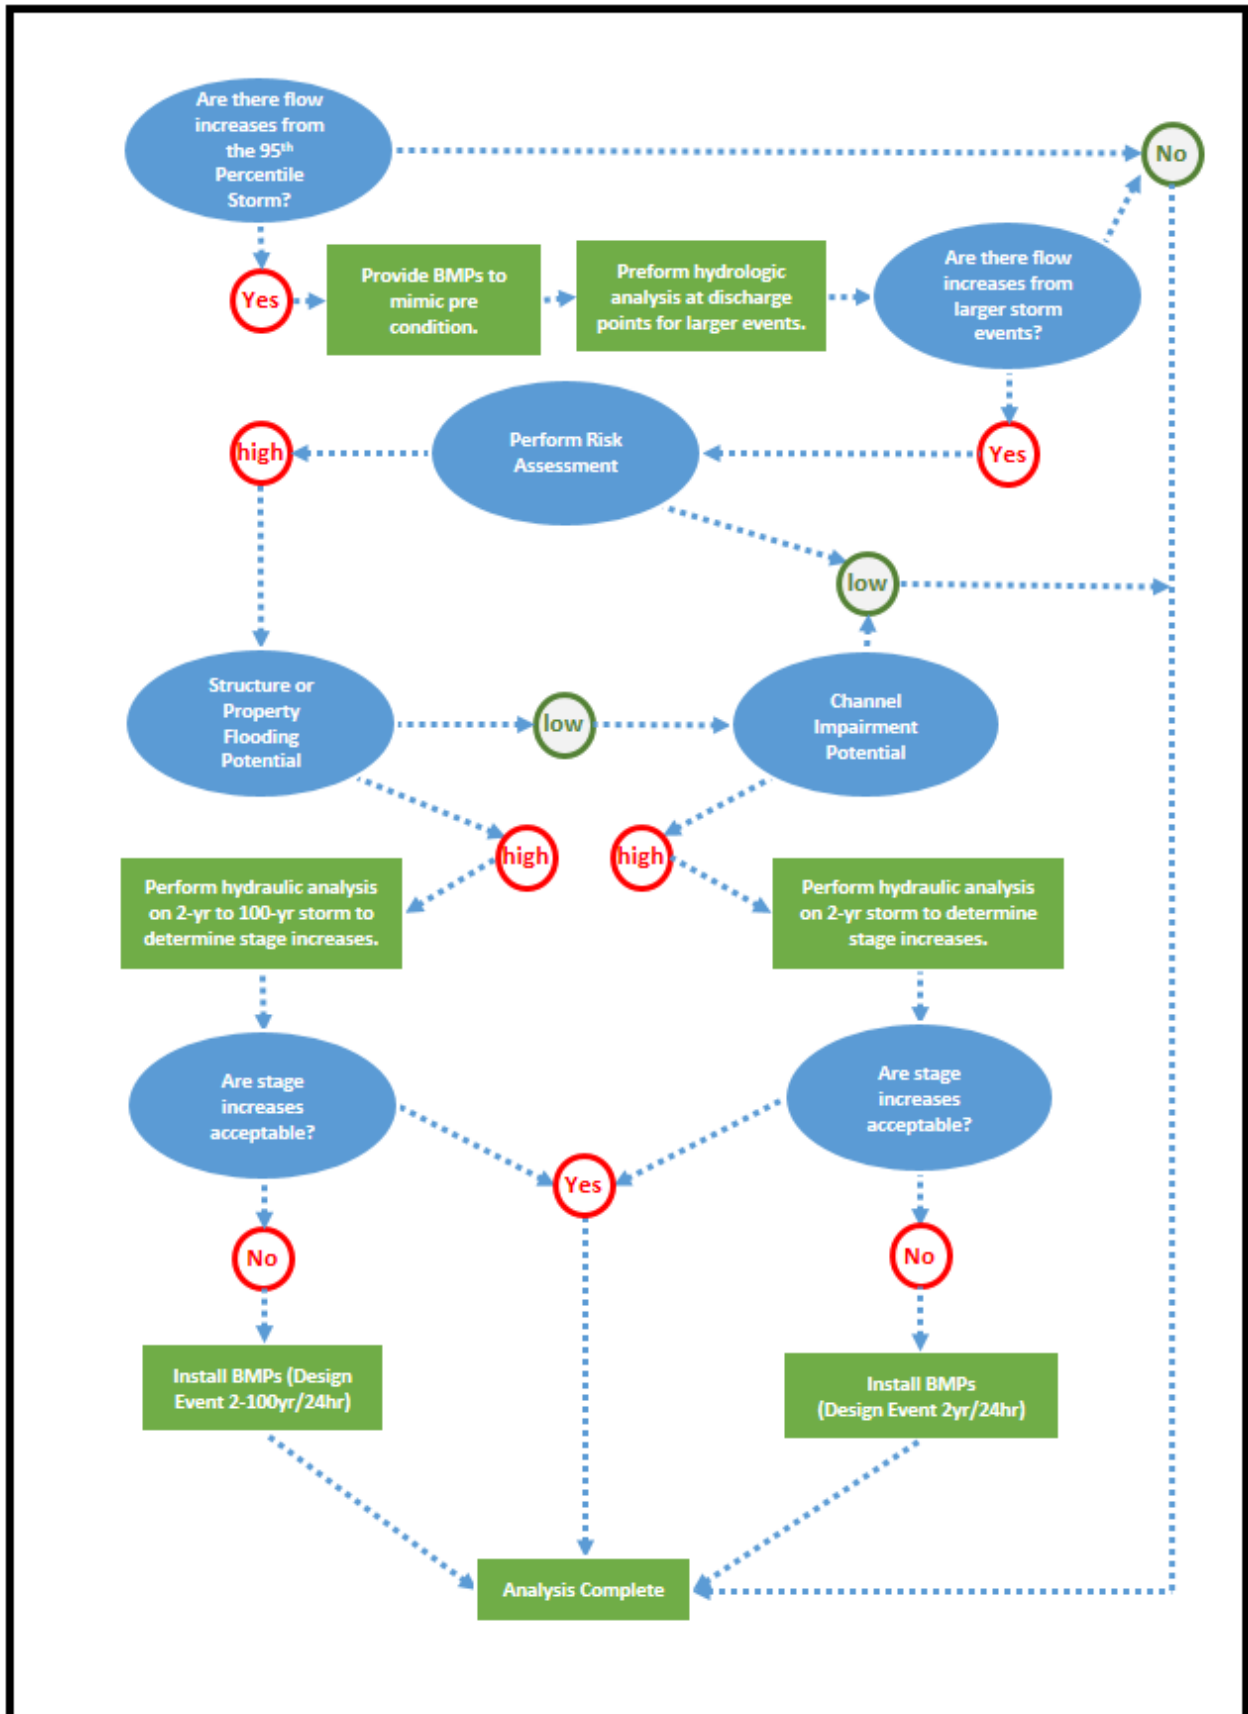 Are there flow
increases from
the 95th
Percentile
Storm?
No
Yes
Provide BMPs to
mimic pre
condition.
Preform hydrologic
analysis at discharge
points for larger events.
Are there flow
increases from
larger storm
events?
high
Perform Risk
Assessment
Yes
low
Structure or
Property
Flooding
Potential
low
Channel
Impairment
Potential
high
high
Perform hydraulic analysis
on 2-yr to 100-yr storm to
determine stage increases.
Perform hydraulic analysis
on 2-yr storm to determine
stage increases.
Are stage
increases
acceptable?
Are stage
increases
acceptable?
Yes
No
No
Install BMPs (Design
Event 2-100yr/24hr)
Install BMPs
(Design Event 2yr/24hr)
Analysis Complete